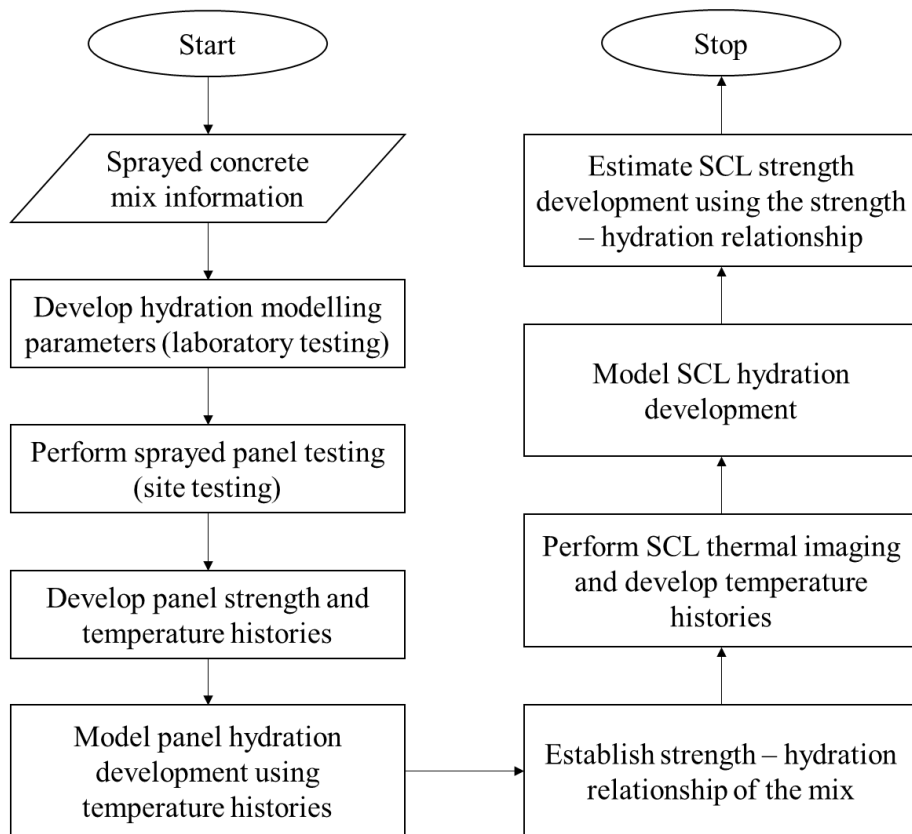 Start
Sprayed concrete
mix information
Develop hydration modelling
parameters (laboratory testing)
Perform sprayed panel testing
(site testing)
Develop panel strength and
temperature histories
Model panel hydration
development using
temperature histories
Establish strength – hydration
relationship of the mix
Perform SCL thermal imaging
and develop temperature
histories
Model SCL hydration
development
Estimate SCL strength
development using the strength
– hydration relationship
Stop